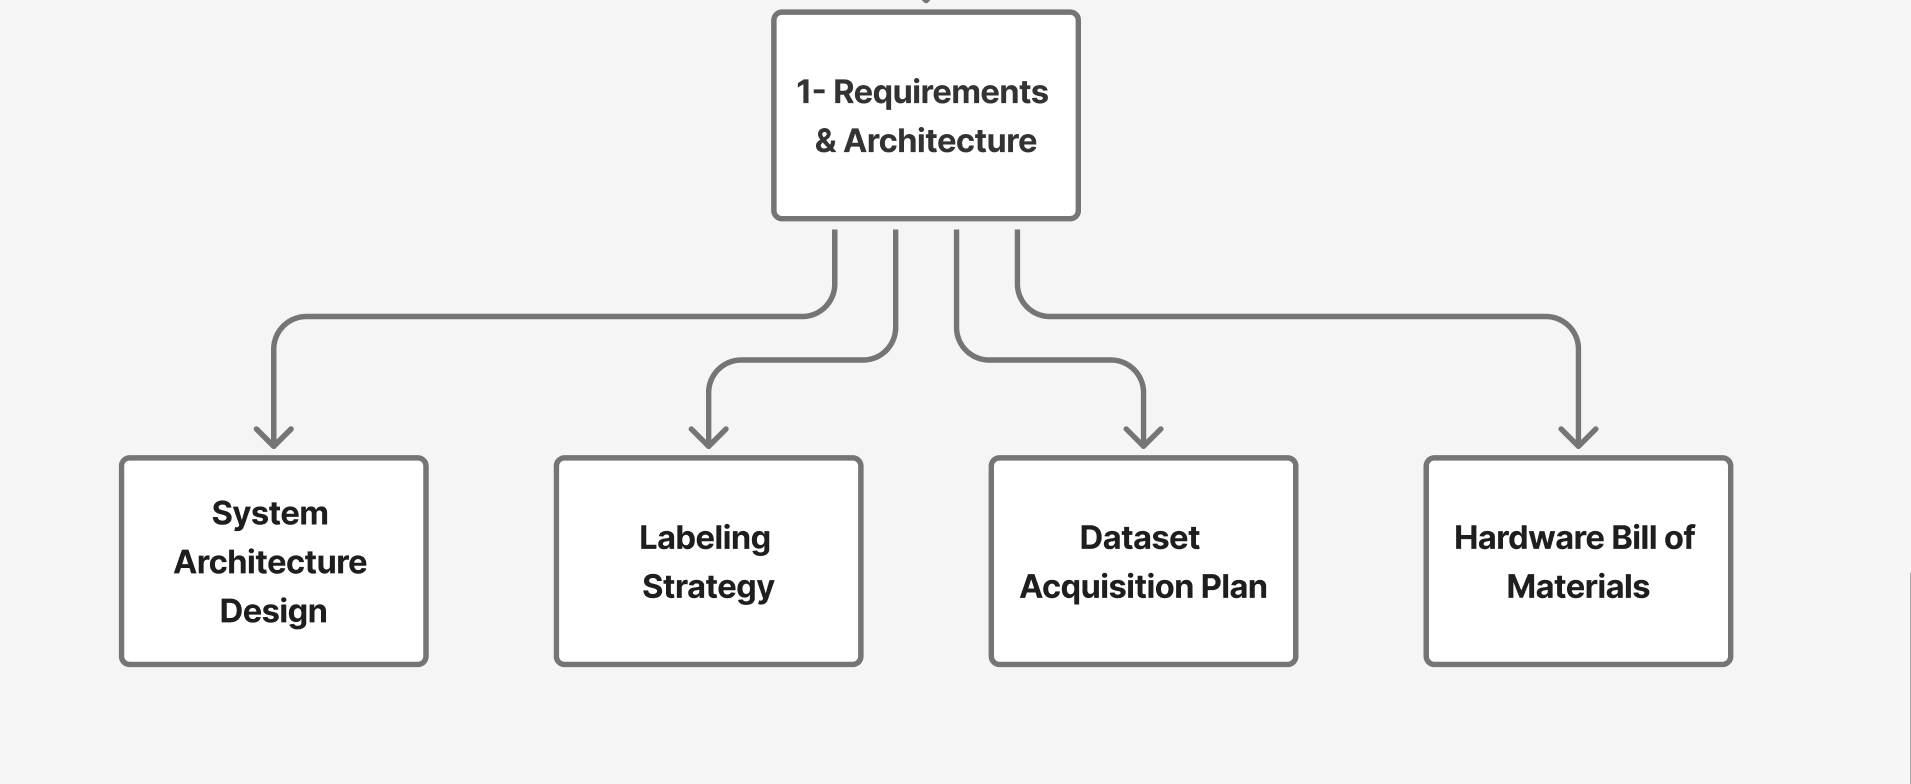 1- Requirements
& Architecture
System
Architecture
Design
Labeling
Strategy
Dataset
Acquisition Plan
Hardware Bill of
Materials